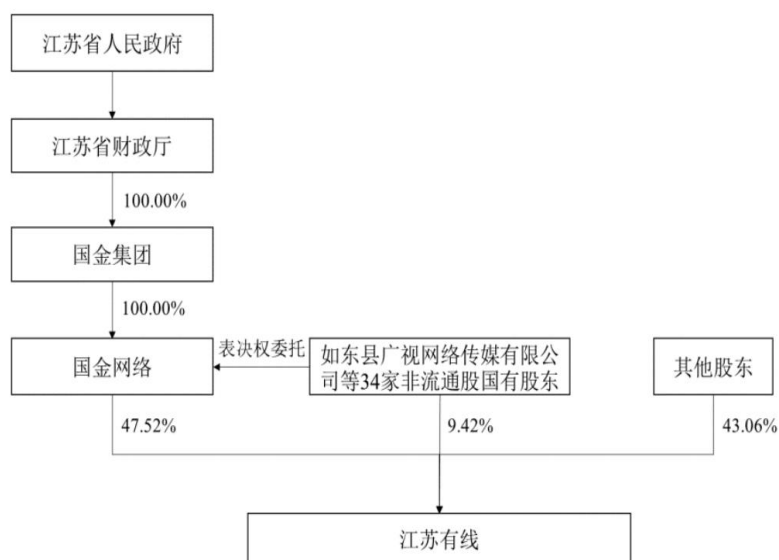 江苏省人民政府
江苏省财政厅
100.00%
国金集团
100.00%
国金网络
表决权委托
如东县广视网络传媒有限公
司等34家非流通股国有股东
其他股东
47.52%
9.42%
43.06%
江苏有线